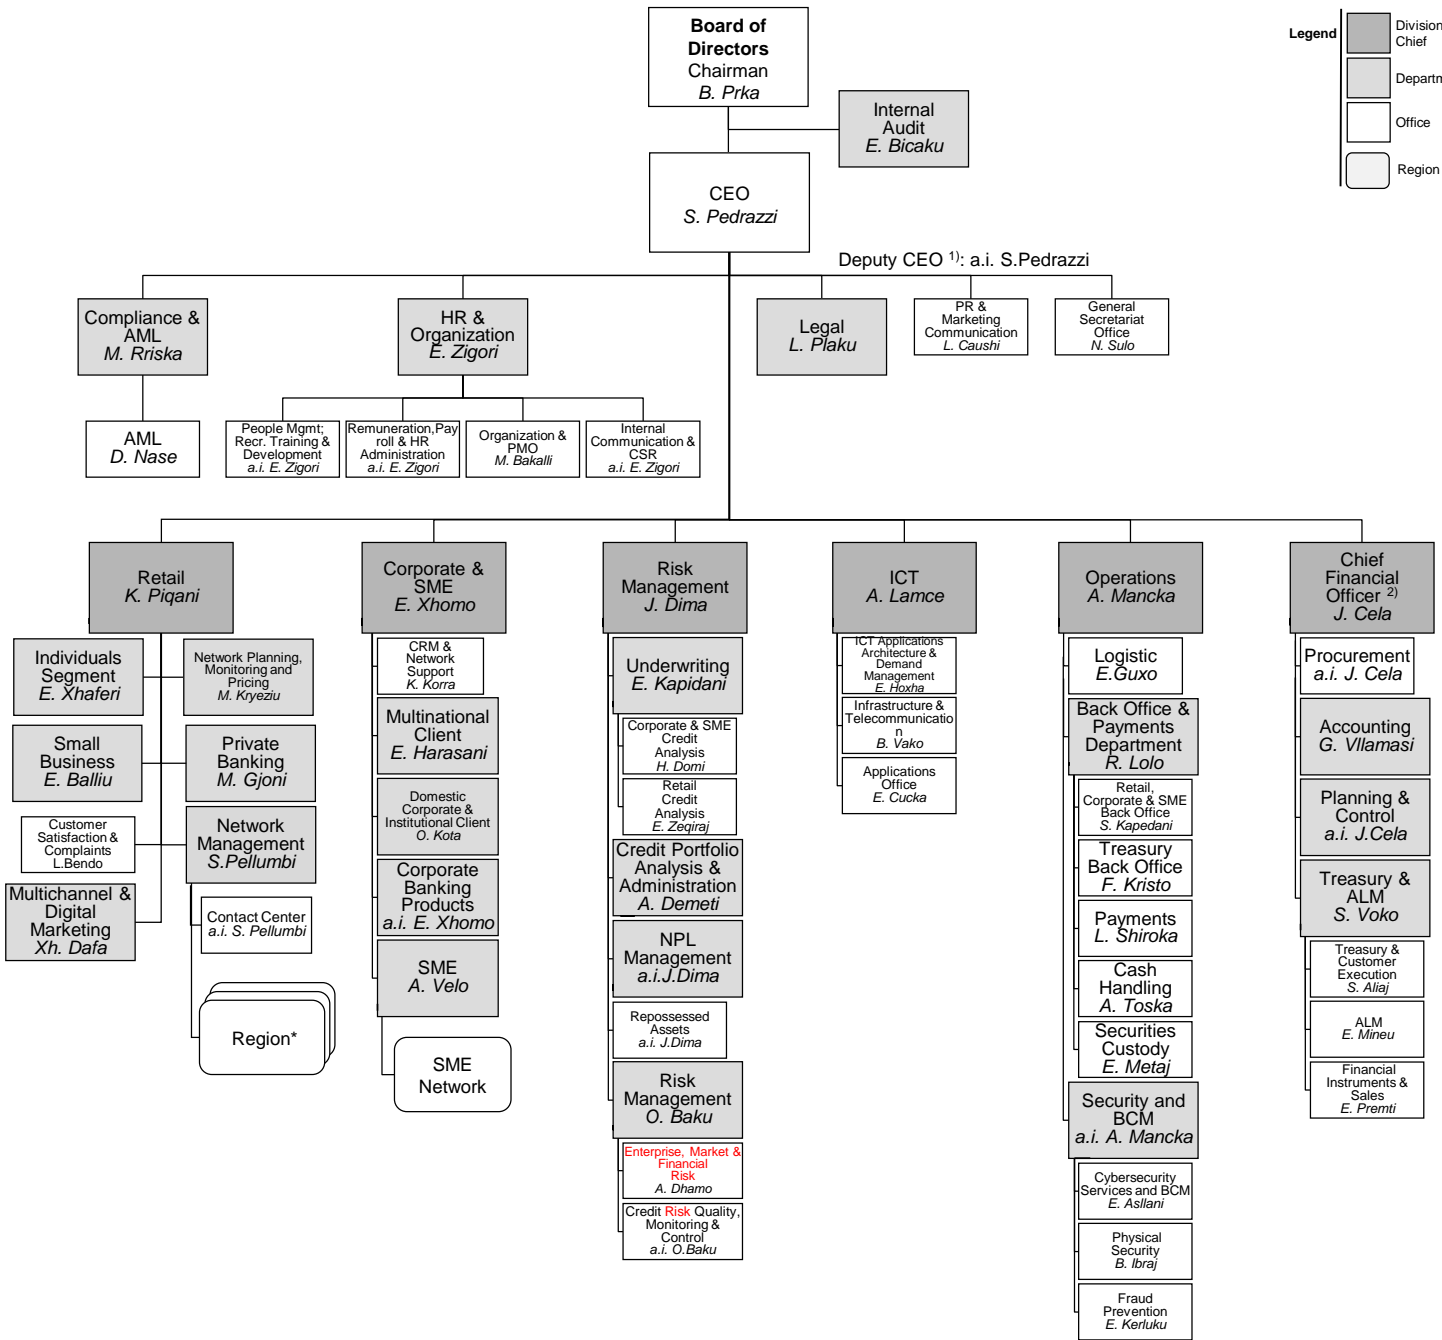 Board of
Directors
Chairman
B. Prka
Legend
Division
Chief
Departm
Office
Region
Internal
Audit
E. Bicaku
CEO
S. Pedrazzi
Deputy CEO 1): a.i. S.Pedrazzi
Compliance &
AML
M. Rriska
HR &
Organization
E. Zigori
Legal
L. Plaku
PR &
Marketing
Communication
L. Caushi
General
Secretariat
Office
N. Sulo
AML
D. Nase
People Mgmt;
Recr. Training &
Development
a.i. E. Zigori
Remuneration,Pay
roll & HR
Administration
a.i. E. Zigori
Organization &
PMO
M. Bakalli
Internal
Communication &
CSR
a.i. E. Zigori
Retail
K. Piqani
Individuals
Segment
E. Xhaferi
Network Planning,
Monitoring and
Pricing
M. Kryeziu
Small
Business
E. Balliu
Private
Banking
M. Gjoni
Customer
Satisfaction &
Complaints
L.Bendo
Network
Management
S.Pellumbi
Multichannel &
Digital
Marketing
Xh. Dafa
Contact Center
a.i. S. Pellumbi
Region*
Corporate &
SME
E. Xhomo
CRM &
Network
Support
K. Korra
Multinational
Client
E. Harasani
Domestic
Corporate &
Institutional Client
O. Kota
Corporate
Banking
Products
a.i. E. Xhomo
SME
A. Velo
SME
Network
Risk
Management
J. Dima
Underwriting
E. Kapidani
Corporate & SME
Credit
Analysis
H. Domi
Retail
Credit
Analysis
E. Zeqiraj
Credit Portfolio
Analysis &
Administration
A. Demeti
NPL
Management
a.i.J.Dima
Repossessed
Assets
a.i. J.Dima
Risk
Management
O. Baku
Enterprise, Market &
Financial
Risk
A. Dhamo
Credit Risk Quality,
Monitoring &
Control
a.i. O.Baku
ICT
A. Lamce
ICT Applications
Architecture &
Demand
Management
E. Hoxha
Infrastructure &
Telecommunicatio
n
B. Vako
Applications
Office
E. Cucka
Operations
A. Mancka
Logistic
E.Guxo
Back Office &
Payments
Department
R. Lolo
Retail,
Corporate & SME
Back Office
S. Kapedani
Treasury
Back Office
F. Kristo
Payments
L. Shiroka
Cash
Handling
A. Toska
Securities
Custody
E. Metaj
Security and
BCM
a.i. A. Mancka
Cybersecurity
Services and BCM
E. Asllani
Physical
Security
B. Ibraj
Fraud
Prevention
E. Kerluku
Chief
Financial
Officer 2)
J. Cela
Procurement
a.i. J. Cela
Accounting
G. Vllamasi
Planning &
Control
a.i. J.Cela
Treasury &
ALM
S. Voko
Treasury &
Customer
Execution
S. Aliaj
ALM
E. Mineu
Financial
Instruments &
Sales
E. Premti